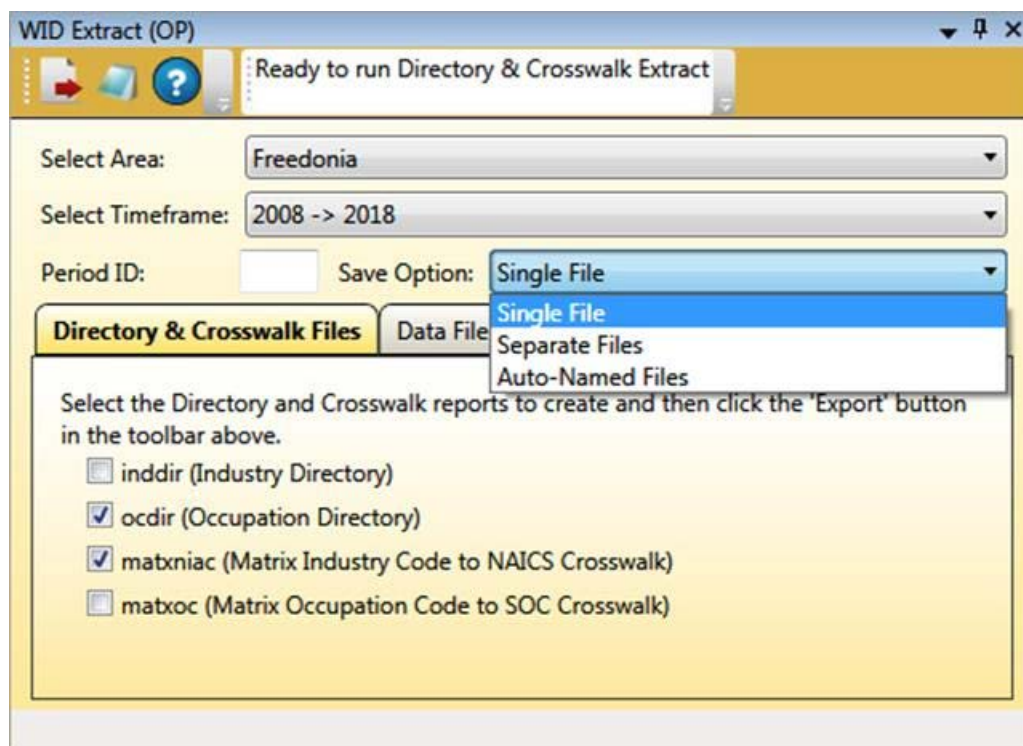 WID Extract (OP)
Ready to run Directory & Crosswalk Extract
Select Area: Freedonia
Select Timeframe: 2008 -> 2018
Period ID: Save Option: Single File
Single File
Separate Files
Auto-Named Files
Directory & Crosswalk Files Data File
Select the Directory and Crosswalk reports to create and then click the 'Export' button
in the toolbar above.
inddir (Industry Directory)
ocdir (Occupation Directory)
matxniac (Matrix Industry Code to NAICS Crosswalk)
matxoc (Matrix Occupation Code to SOC Crosswalk)